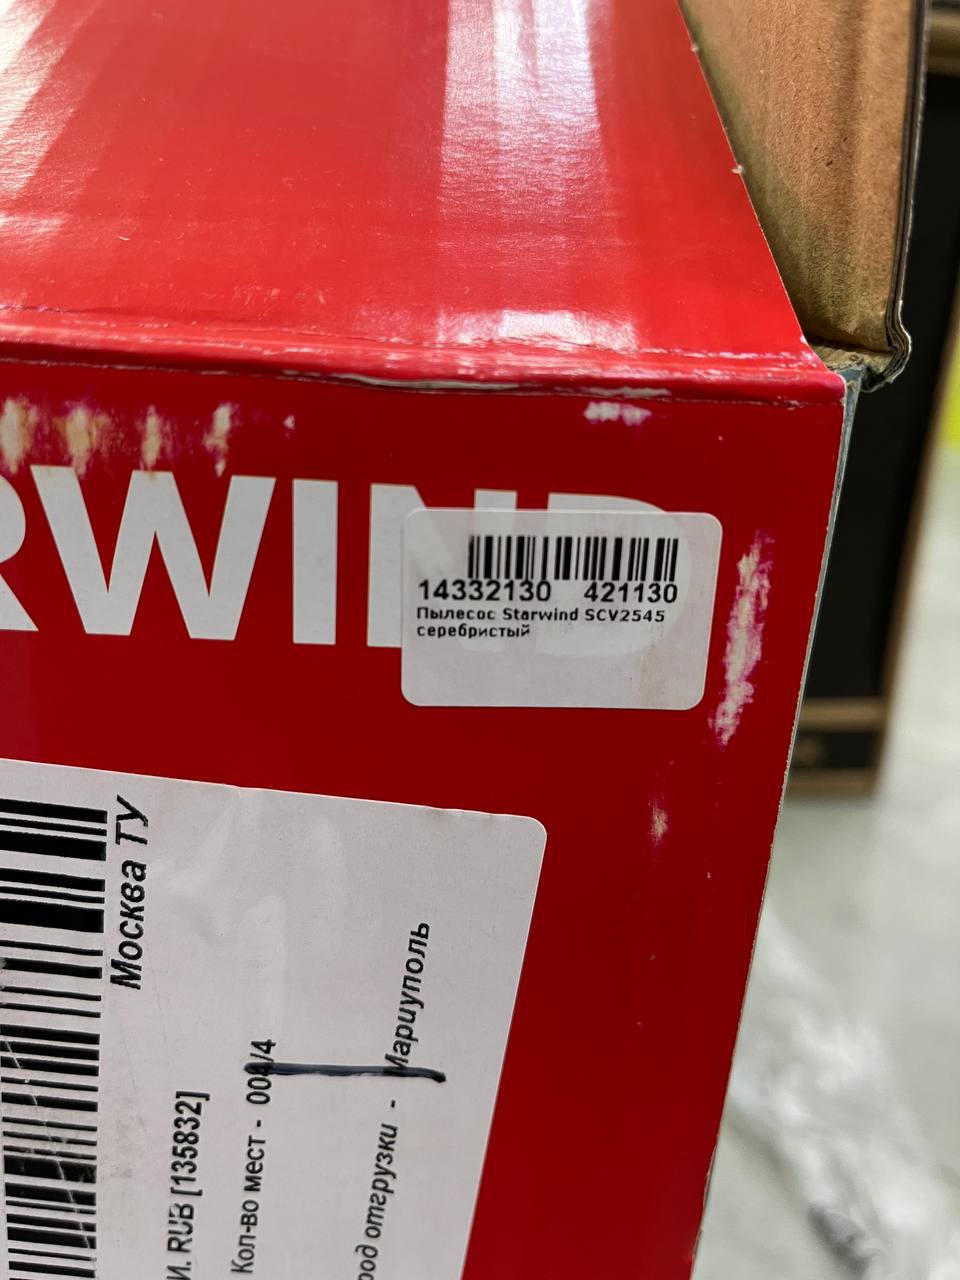 RWIND
14332130 421130
Пылесос Starwind SCV2545
серебристый
Москва ТУ
И. RUB [135832]
Кол-во мест - 004/4
род отгрузки - Мариуполь